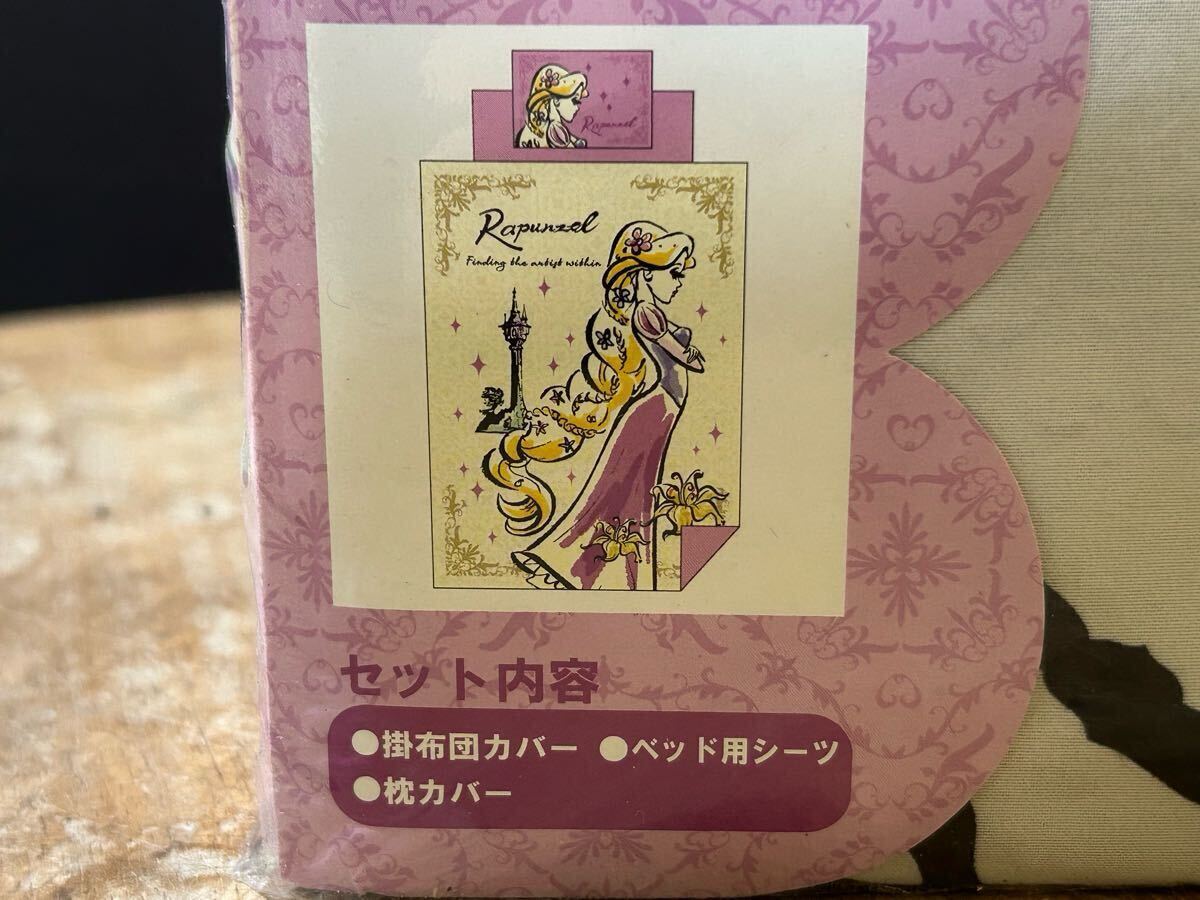 Rapunzel
Rapunzel
Finding the artist within
セット内容
●掛布団カバー ●ベッド用シーツ
●枕カバー